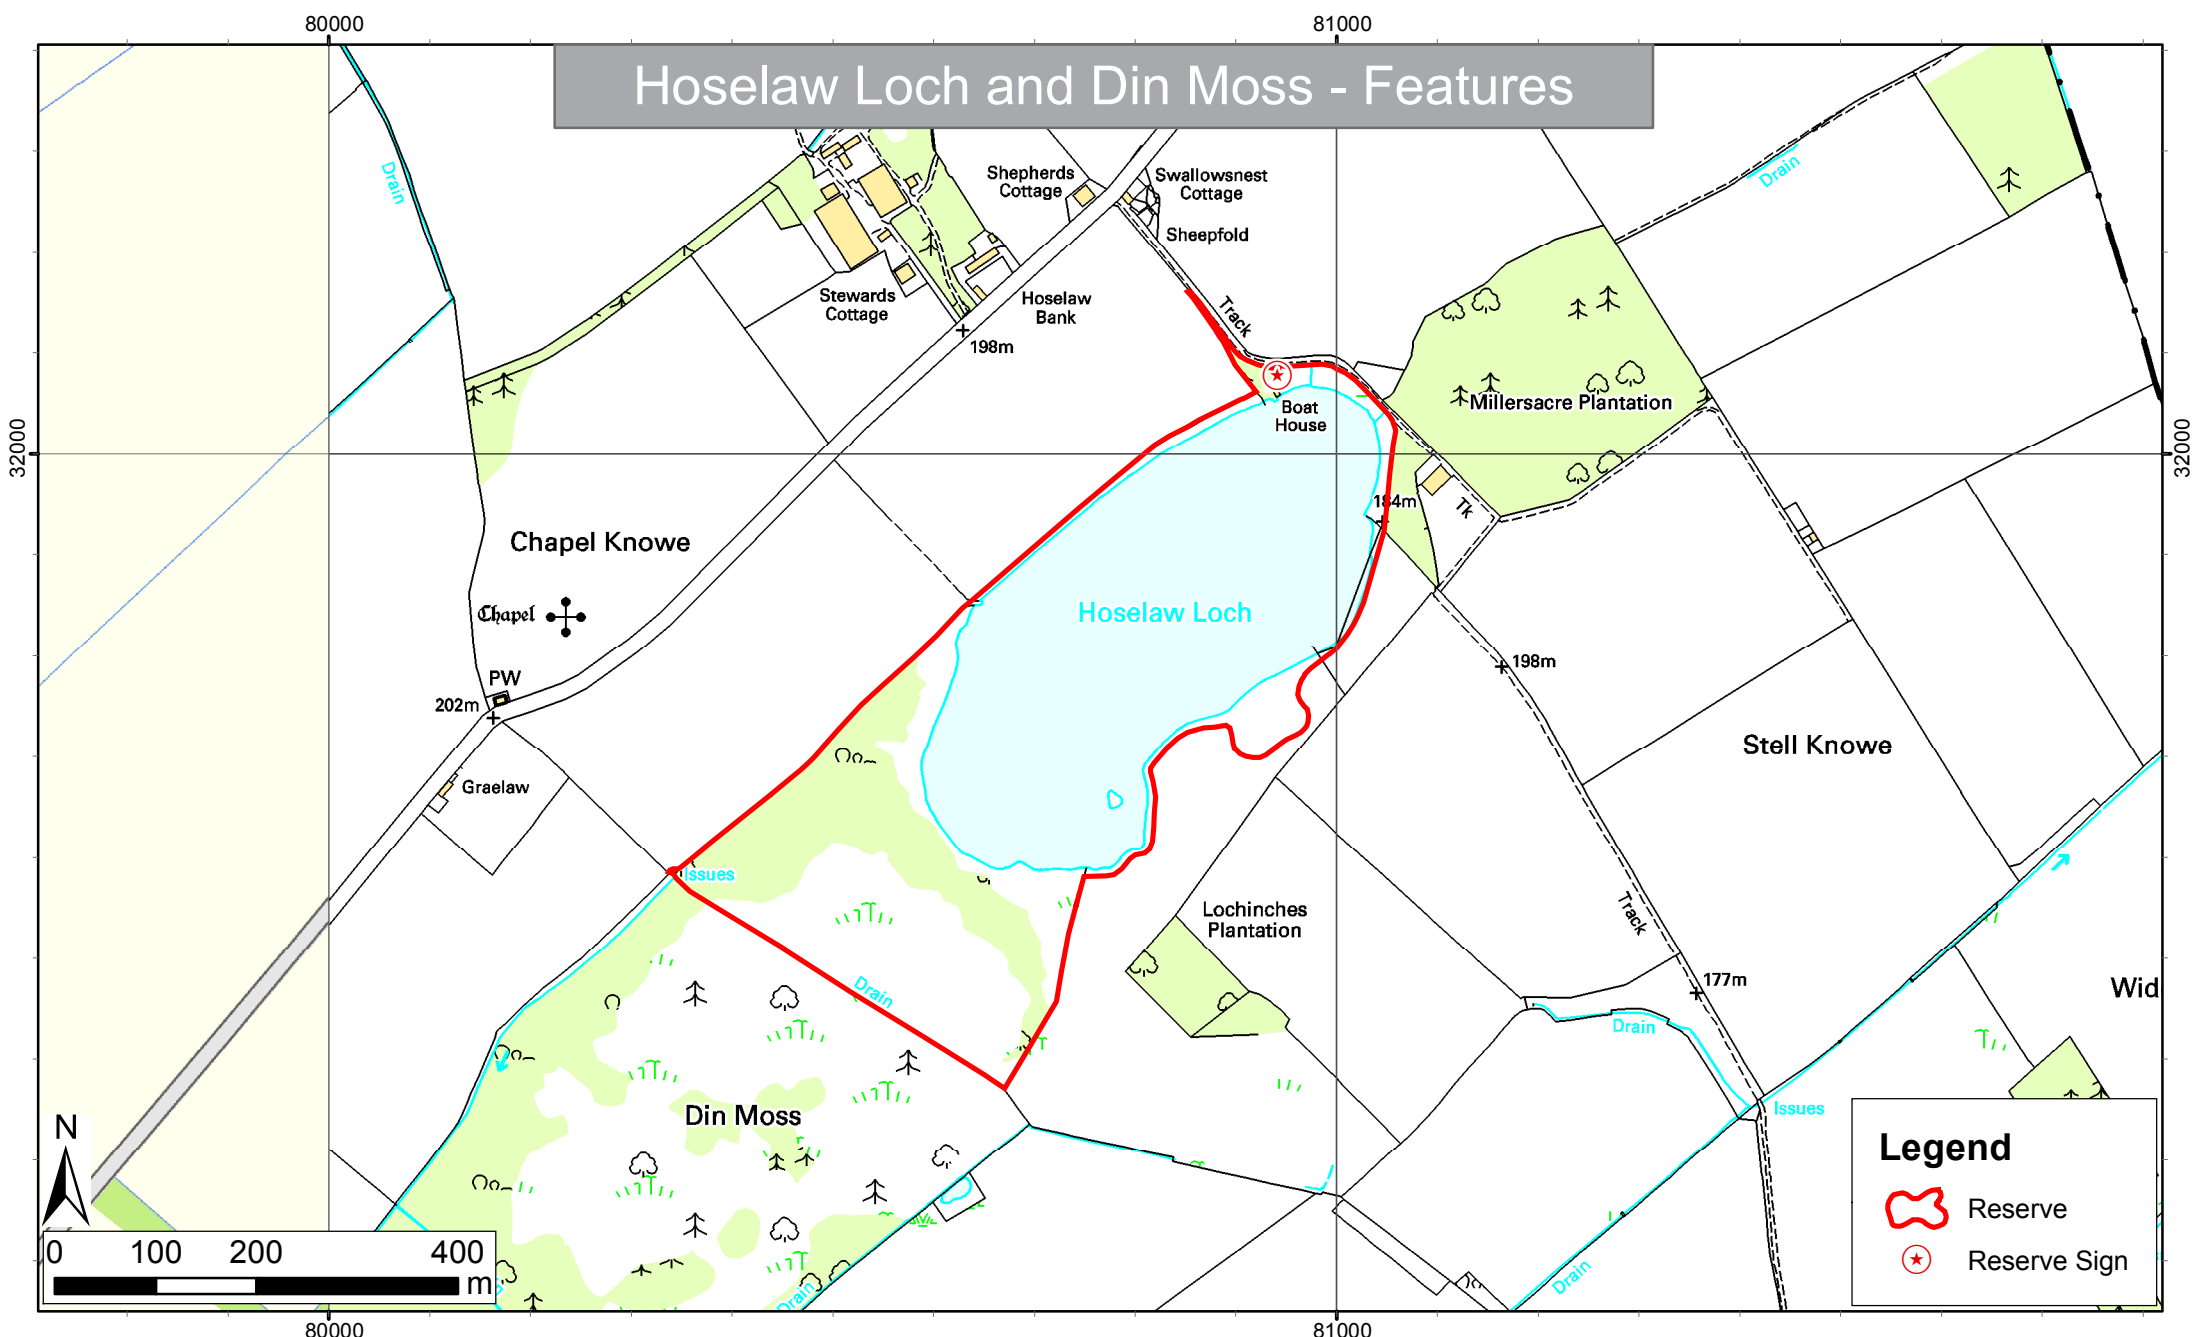 80000
81000
Hoselaw Loch and Din Moss - Features
Drain
Drain
Shepherds
Cottage
Swallowsnest
Cottage
Sheepfold
Stewards
Cottage
Hoselaw
Bank
198m
Track
Boat
House
Millersacre Plantation
32000
32000
184m
Tk
Chapel Knowe
Chapel
Hoselaw Loch
PW
202m
198m
Stell Knowe
Graelaw
Issues
Lochinches
Plantation
Track
Drain
177m
Wid
Drain
Din Moss
Issues
N
0 100 200 400
m
Legend
Reserve
Reserve Sign
Drain
Drain
80000
81000